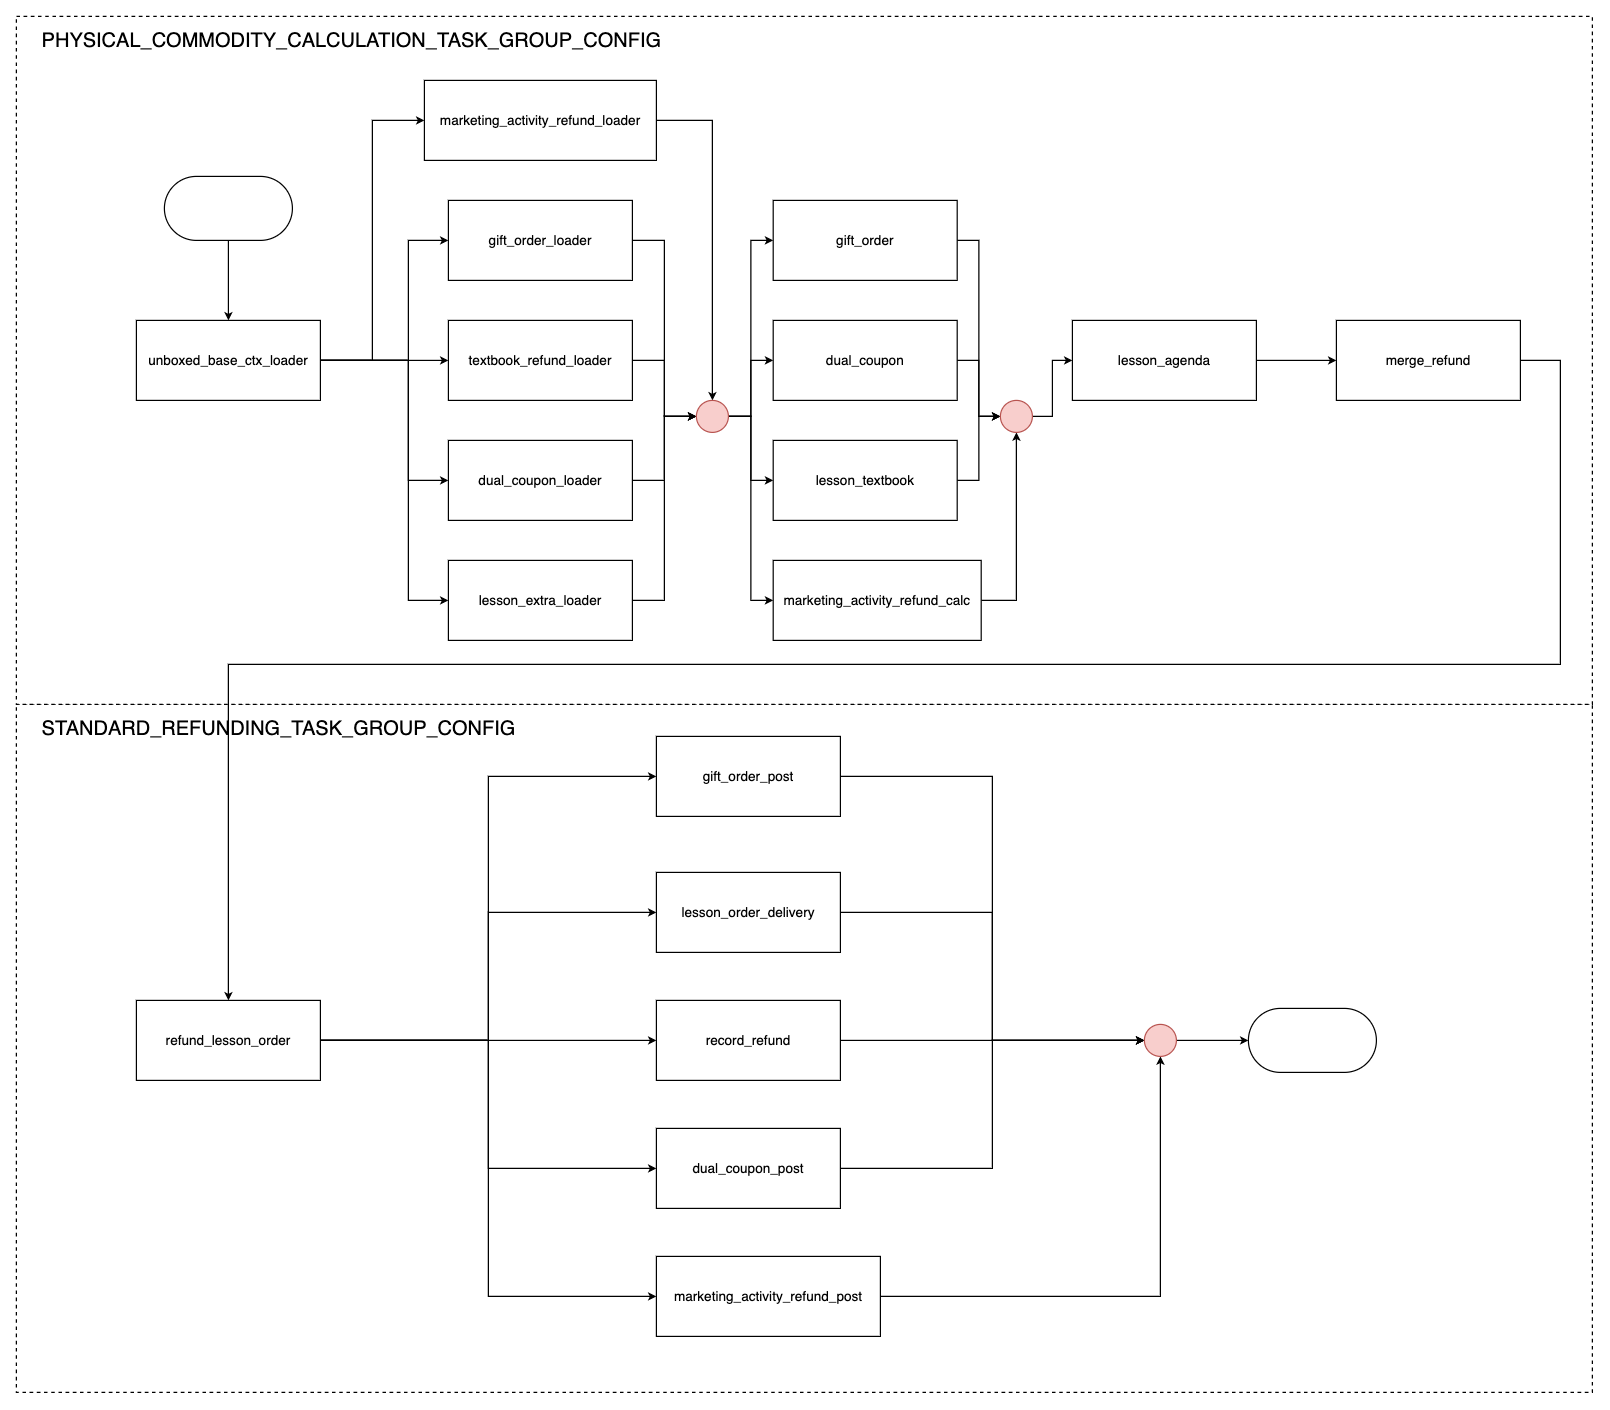 PHYSICAL_COMMODITY_CALCULATION_TASK_GROUP_CONFIG
marketing_activity_refund_loader
gift_order_loader
gift_order
unboxed_base_ctx_loader
textbook_refund_loader
dual_coupon
lesson_agenda
merge_refund
dual_coupon_loader
lesson_textbook
lesson_extra_loader
marketing_activity_refund_calc
STANDARD_REFUNDING_TASK_GROUP_CONFIG
gift_order_post
lesson_order_delivery
refund_lesson_order
record_refund
dual_coupon_post
marketing_activity_refund_post